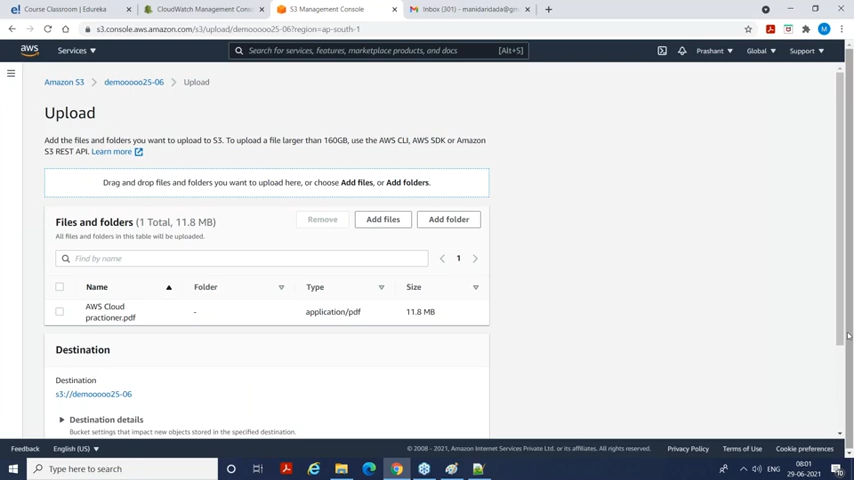 Course Classroom | Edureka
CloudWatch Management Cons
S3 Management Console
Inbox (301) - manidaridada@gm
s3.console.aws.amazon.com/s3/upload/demooooo25-06?region=ap-south-1
aws
Services
Search for services, features, marketplace products, and docs
[Alt+S]
Prashant
Global
Support
Amazon S3
demooooo25-06
Upload
Upload
Add the files and folders you want to upload to S3. To upload a file larger than 160GB, use the AWS CLI, AWS SDK or Amazon
S3 REST API. Learn more
Drag and drop files and folders you want to upload here, or choose Add files, or Add folders.
Files and folders (1 Total, 11.8 MB)
All files and folders in this table will be uploaded.
Remove
Add files
Add folder
Find by name
1
Name
Folder
Type
Size
AWS Cloud
practioner.pdf
-
application/pdf
11.8 MB
Destination
Destination
s3://demooooo25-06
Destination details
Bucket settings that impact new objects stored in the specified destination.
Feedback
English (US)
© 2008 - 2021, Amazon Internet Services Private Ltd. or its affiliates. All rights reserved.
Privacy Policy
Terms of Use
Cookie preferences
Type here to search
ENG
08:01
29-06-2021